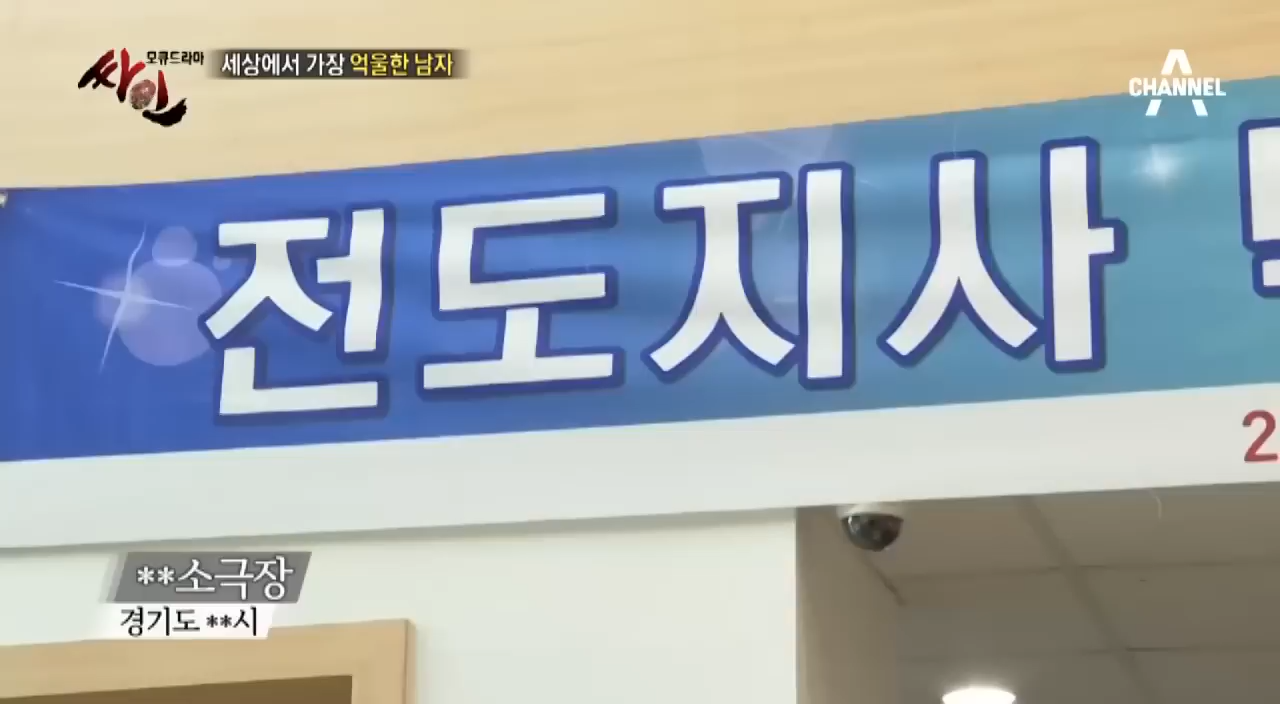 모큐드라마
싸인
세상에서 가장 억울한 남자
CHANNEL A
전도지사
2
**소극장
경기도 **시